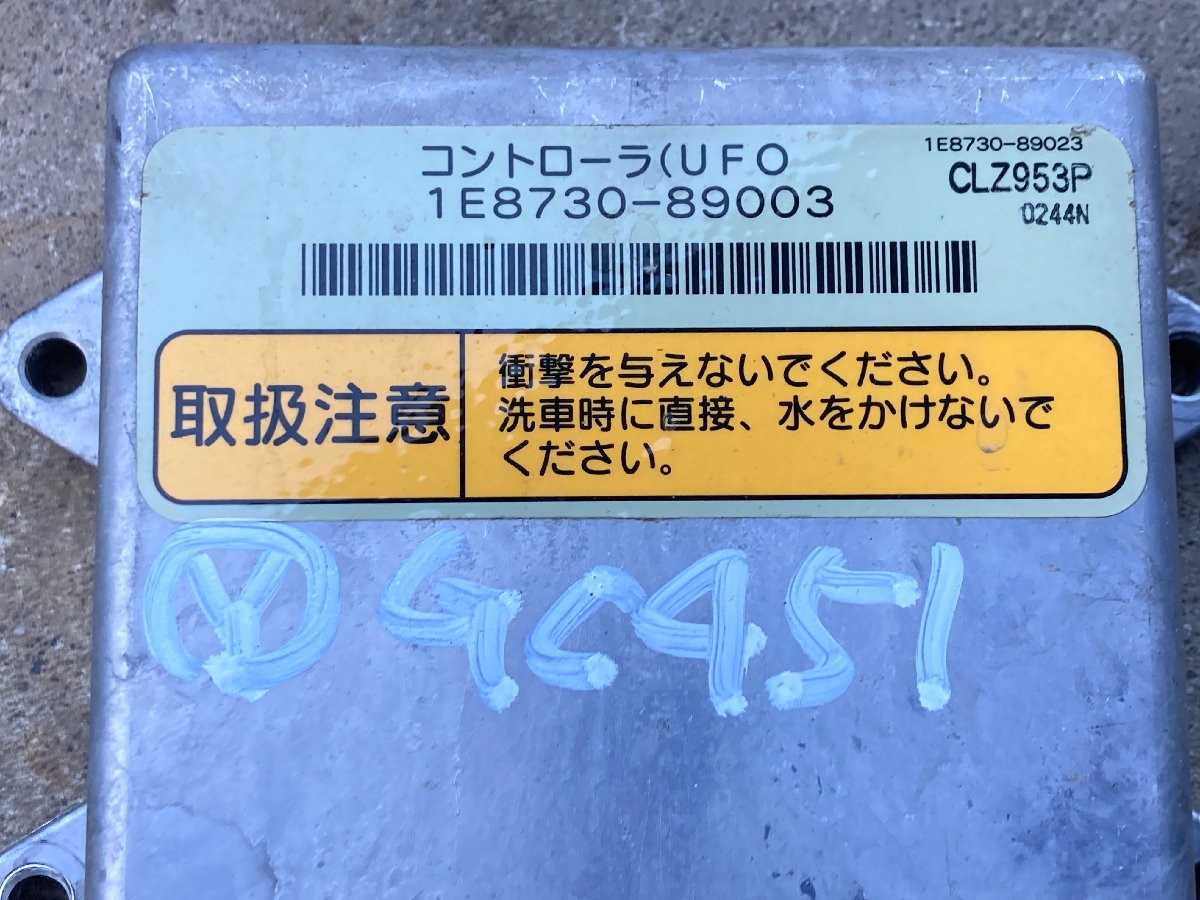 コントローラ(UFO
1E8730-89003
1E8730-89023
CLZ953P
0244N
取扱注意
衝撃を与えないでください。
洗車時に直接、水をかけないで
ください。
Ⓨ GC451